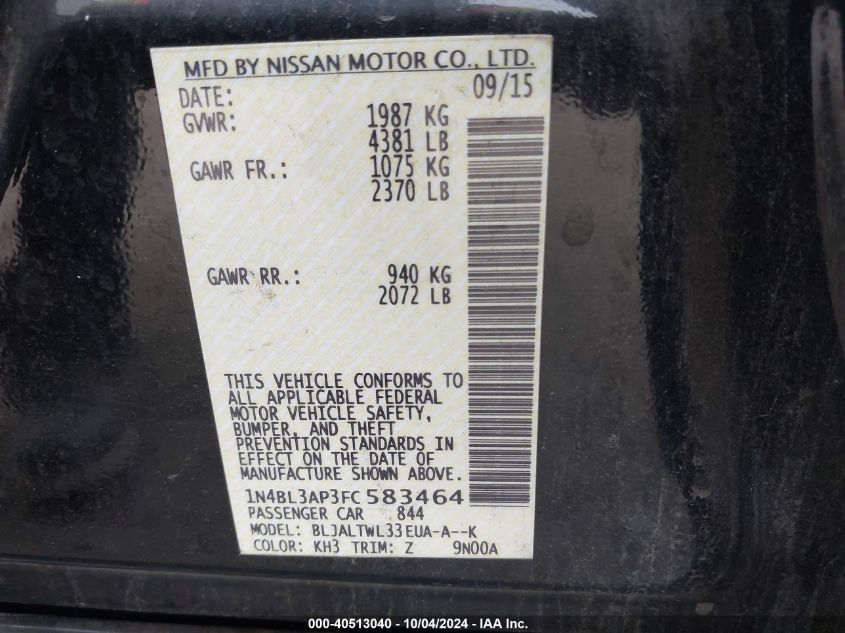 MFD BY NISSAN MOTOR CO., LTD.
DATE: 09/15
GVWR: 1987 KG
4381 LB
GAWR FR.: 1075 KG
2370 LB
GAWR RR.: 940 KG
2072 LB
THIS VEHICLE CONFORMS TO
ALL APPLICABLE FEDERAL
MOTOR VEHICLE SAFETY,
BUMPER, AND THEFT
PREVENTION STANDARDS IN
EFFECT ON THE DATE OF
MANUFACTURE SHOWN ABOVE.
1N4BL3AP3FC583464
PASSENGER CAR 844
MODEL: BLJALTWL33EUA-A--K
COLOR: KH3 TRIM: Z 9N00A
000-40513040 - 10/04/2024 - IAA Inc.